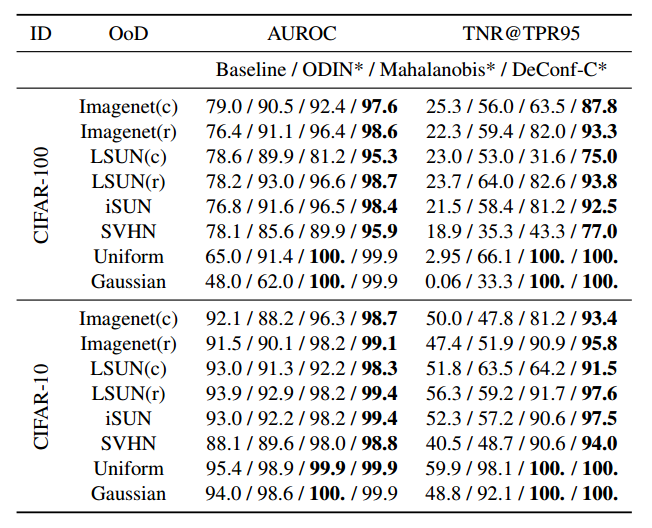 ID OoD AUROC TNR@TPR95
Baseline / ODIN* / Mahalanobis* / DeConf-C*
CIFAR-100
Imagenet(c) 79.0 / 90.5 / 92.4 / 97.6 25.3 / 56.0 / 63.5 / 87.8
Imagenet(r) 76.4 / 91.1 / 96.4 / 98.6 22.3 / 59.4 / 82.0 / 93.3
LSUN(c) 78.6 / 89.9 / 81.2 / 95.3 23.0 / 53.0 / 31.6 / 75.0
LSUN(r) 78.2 / 93.0 / 96.6 / 98.7 23.7 / 64.0 / 82.6 / 93.8
iSUN 76.8 / 91.6 / 96.5 / 98.4 21.5 / 58.4 / 81.2 / 92.5
SVHN 78.1 / 85.6 / 89.9 / 95.9 18.9 / 35.3 / 43.3 / 77.0
Uniform 65.0 / 91.4 / 100. / 99.9 2.95 / 66.1 / 100. / 100.
Gaussian 48.0 / 62.0 / 100. / 99.9 0.06 / 33.3 / 100. / 100.
CIFAR-10
Imagenet(c) 92.1 / 88.2 / 96.3 / 98.7 50.0 / 47.8 / 81.2 / 93.4
Imagenet(r) 91.5 / 90.1 / 98.2 / 99.1 47.4 / 51.9 / 90.9 / 95.8
LSUN(c) 93.0 / 91.3 / 92.2 / 98.3 51.8 / 63.5 / 64.2 / 91.5
LSUN(r) 93.9 / 92.9 / 98.2 / 99.4 56.3 / 59.2 / 91.7 / 97.6
iSUN 93.0 / 92.2 / 98.2 / 99.4 52.3 / 57.2 / 90.6 / 97.5
SVHN 88.1 / 89.6 / 98.0 / 98.8 40.5 / 48.7 / 90.6 / 94.0
Uniform 95.4 / 98.9 / 99.9 / 99.9 59.9 / 98.1 / 100. / 100.
Gaussian 94.0 / 98.6 / 100. / 99.9 48.8 / 92.1 / 100. / 100.